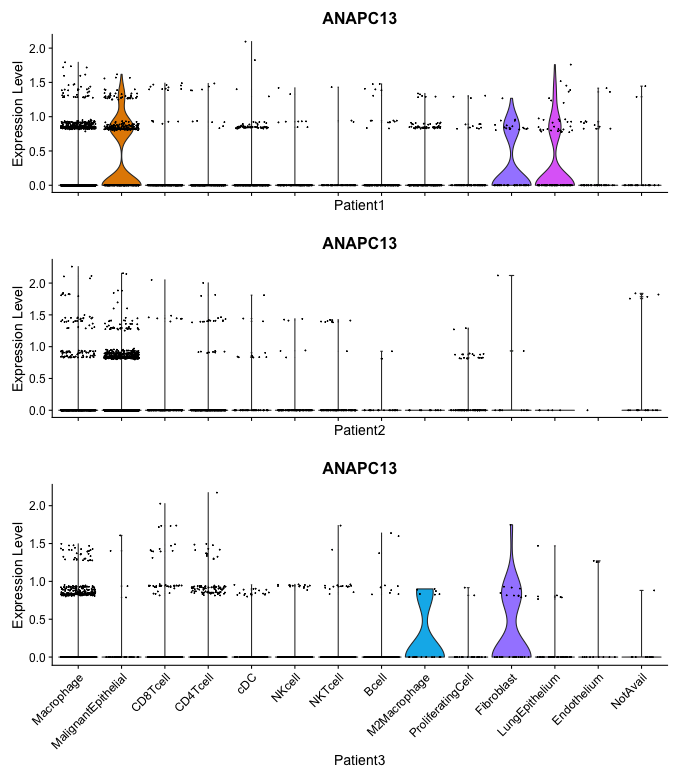 ANAPC13
Expression Level
2.0
1.5
1.0
0.5
0.0
Patient1
ANAPC13
Expression Level
2.0
1.5
1.0
0.5
0.0
Patient2
ANAPC13
Expression Level
2.0
1.5
1.0
0.5
0.0
Macrophage
MalignantEpithelial
CD8Tcell
CD4Tcell
cDC
NKcell
NKTcell
Bcell
M2Macrophage
ProliferatingCell
Fibroblast
LungEpithelium
Endothelium
NotAvail
Patient3